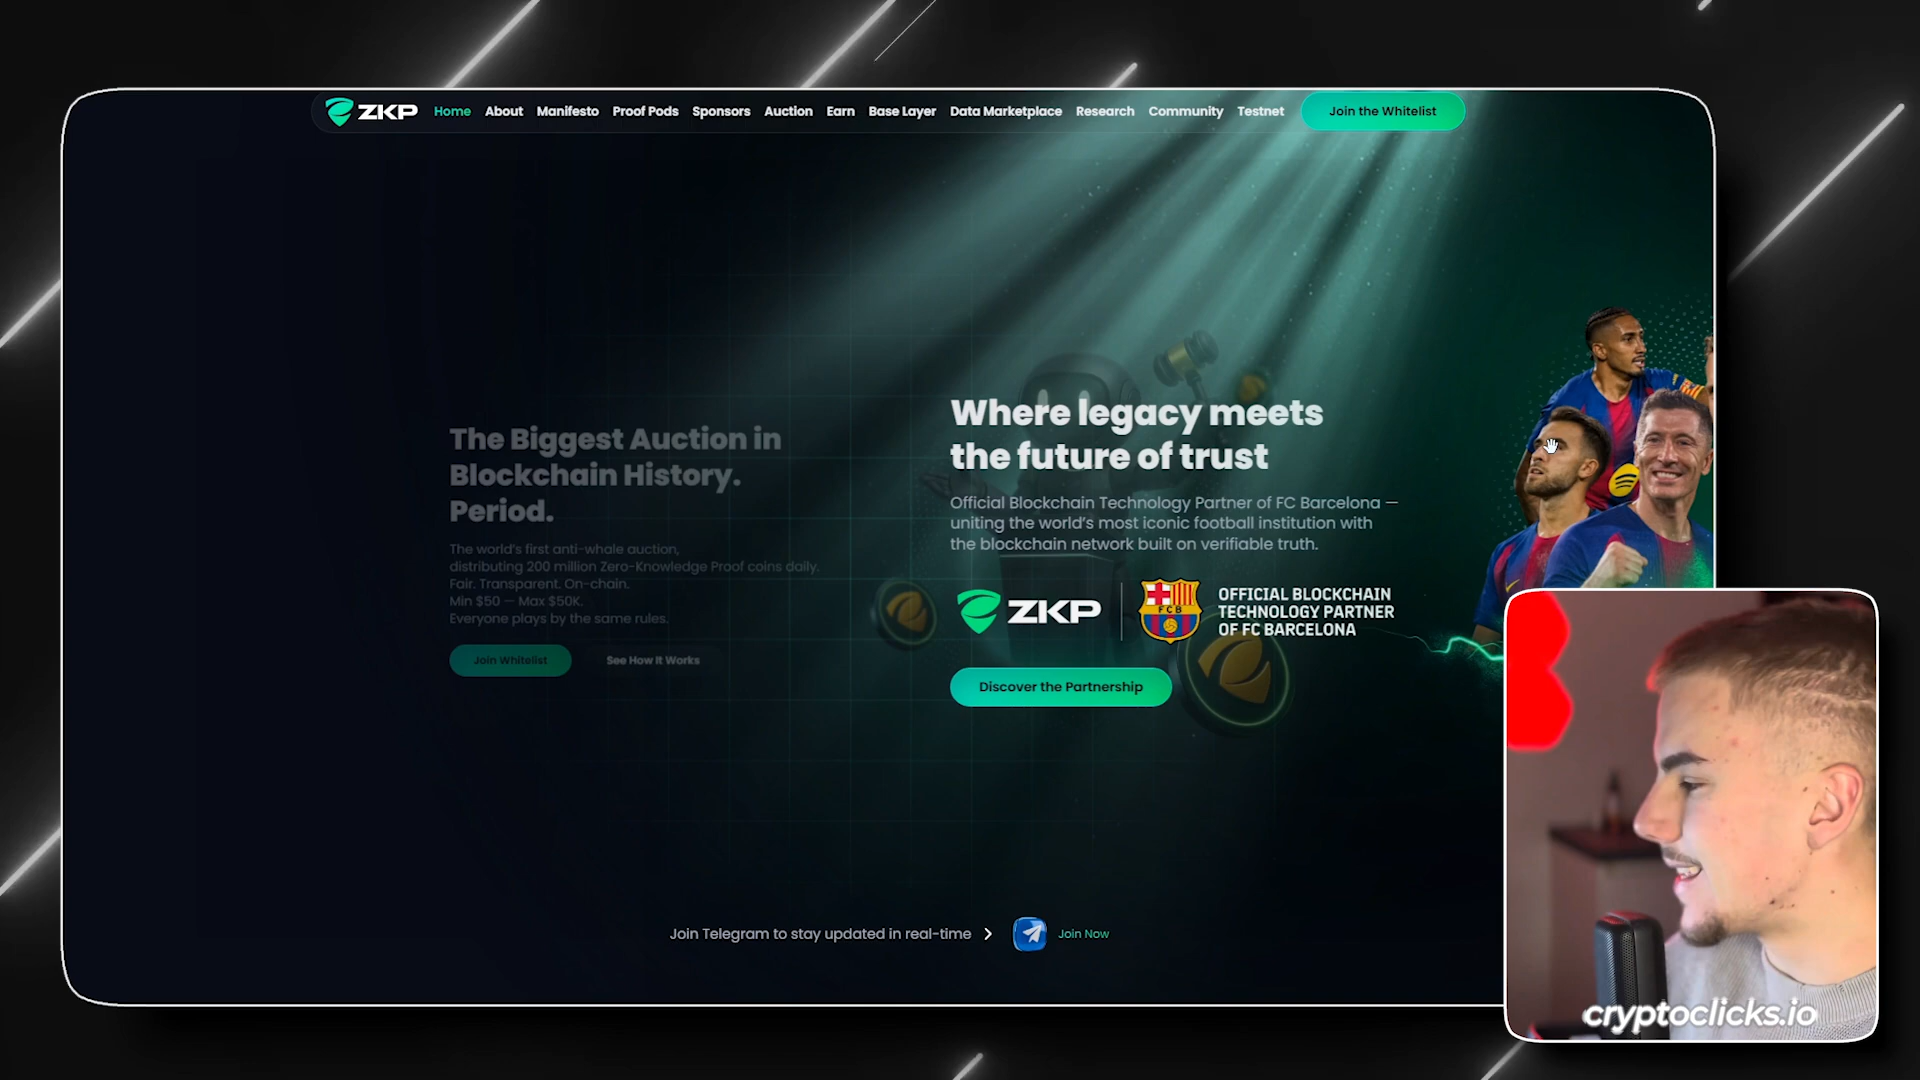 ZKP Home About Manifesto Proof Pods Sponsors Auction Earn Base Layer Data Marketplace Research Community Testnet Join the Whitelist
The Biggest Auction in
Blockchain History.
Period.
The world's first anti-whale auction,
distributing 200 million Zero-Knowledge Proof coins daily.
Fair. Transparent. On-chain.
Min $50 — Max $50K.
Everyone plays by the same rules.
Join Whitelist See How It Works
Where legacy meets
the future of trust
Official Blockchain Technology Partner of FC Barcelona —
uniting the world's most iconic football institution with
the blockchain network built on verifiable truth.
ZKP
FCB
OFFICIAL BLOCKCHAIN
TECHNOLOGY PARTNER
OF FC BARCELONA
Discover the Partnership
Join Telegram to stay updated in real-time Join Now
cryptoclicks.io